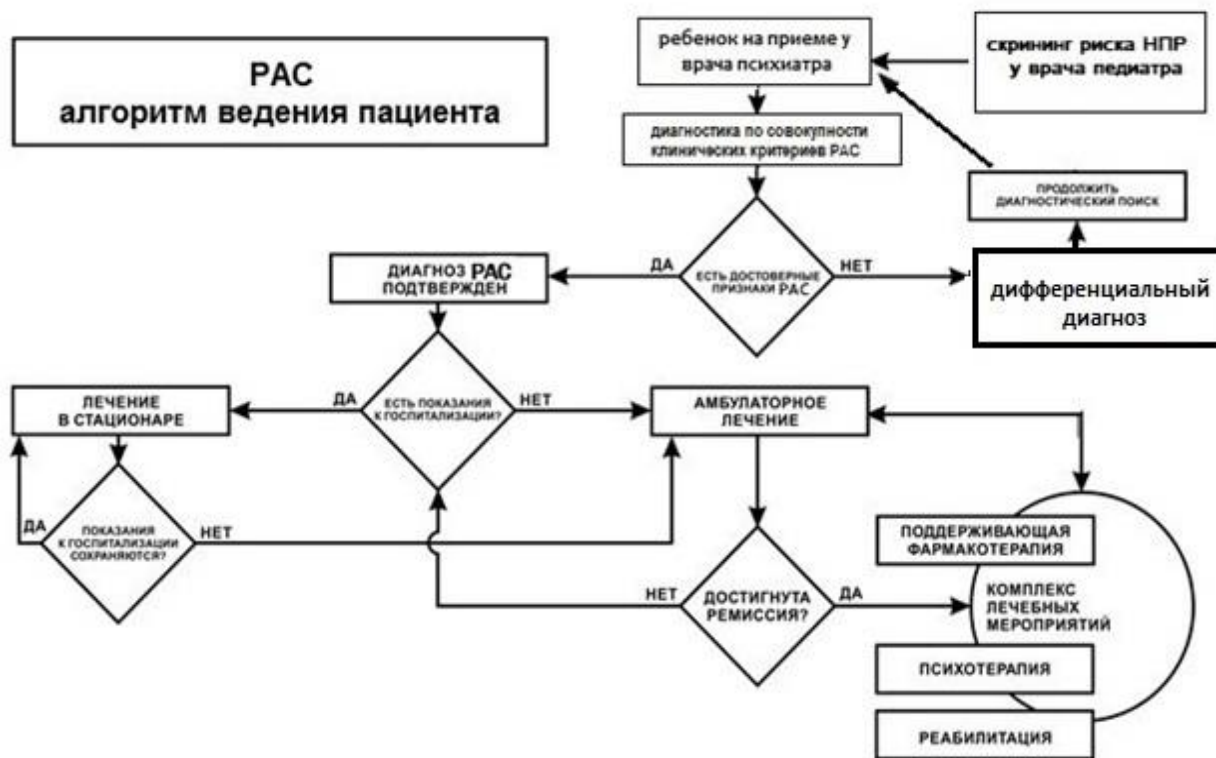 РАС
алгоритм ведения пациента
ребенок на приеме у
врача психиатра
скрининг риска НПР
у врача педиатра
диагностика по совокупности
клинических критериев РАС
ПРОДОЛЖИТЬ
ДИАГНОСТИЧЕСКИЙ ПОИСК
ЕСТЬ ДОСТОВЕРНЫЕ
ПРИЗНАКИ РАС
ДА
НЕТ
дифференциальный
диагноз
ДИАГНОЗ РАС
ПОДТВЕРЖДЕН
ЕСТЬ ПОКАЗАНИЯ
К ГОСПИТАЛИЗАЦИИ?
ДА
НЕТ
ЛЕЧЕНИЕ
В СТАЦИОНАРЕ
АМБУЛАТОРНОЕ
ЛЕЧЕНИЕ
ДА
ПОКАЗАНИЯ
К ГОСПИТАЛИЗАЦИИ
СОХРАНЯЮТСЯ?
НЕТ
НЕТ
ДОСТИГНУТА
РЕМИССИЯ?
ДА
ПОДДЕРЖИВАЮЩАЯ
ФАРМАКОТЕРАПИЯ
КОМПЛЕКС
ЛЕЧЕБНЫХ
МЕРОПРИЯТИЙ
ПСИХОТЕРАПИЯ
РЕАБИЛИТАЦИЯ